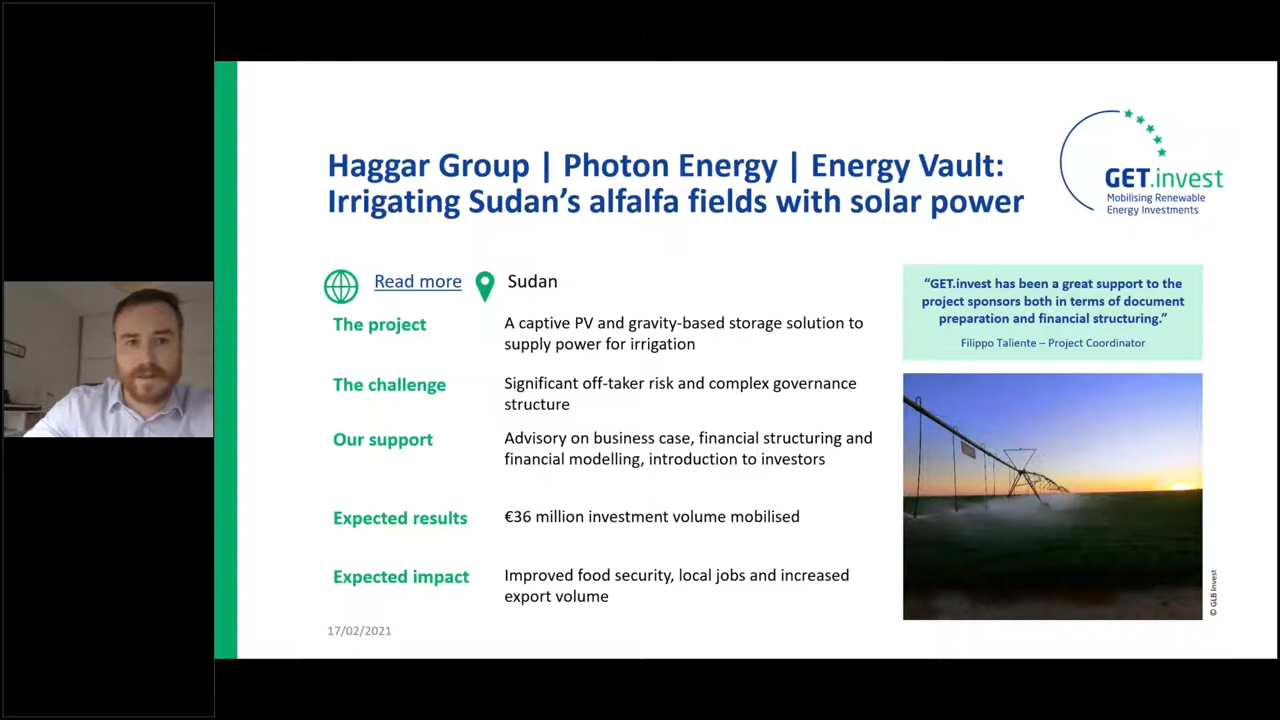 Haggar Group | Photon Energy | Energy Vault:
Irrigating Sudan’s alfalfa fields with solar power
GET.invest
Mobilising Renewable
Energy Investments
Read more
Sudan
The project
A captive PV and gravity-based storage solution to
supply power for irrigation
The challenge
Significant off-taker risk and complex governance
structure
Our support
Advisory on business case, financial structuring and
financial modelling, introduction to investors
Expected results
€36 million investment volume mobilised
Expected impact
Improved food security, local jobs and increased
export volume
“GET.invest has been a great support to the
project sponsors both in terms of document
preparation and financial structuring.”
Filippo Taliente – Project Coordinator
© GLB Invest
17/02/2021